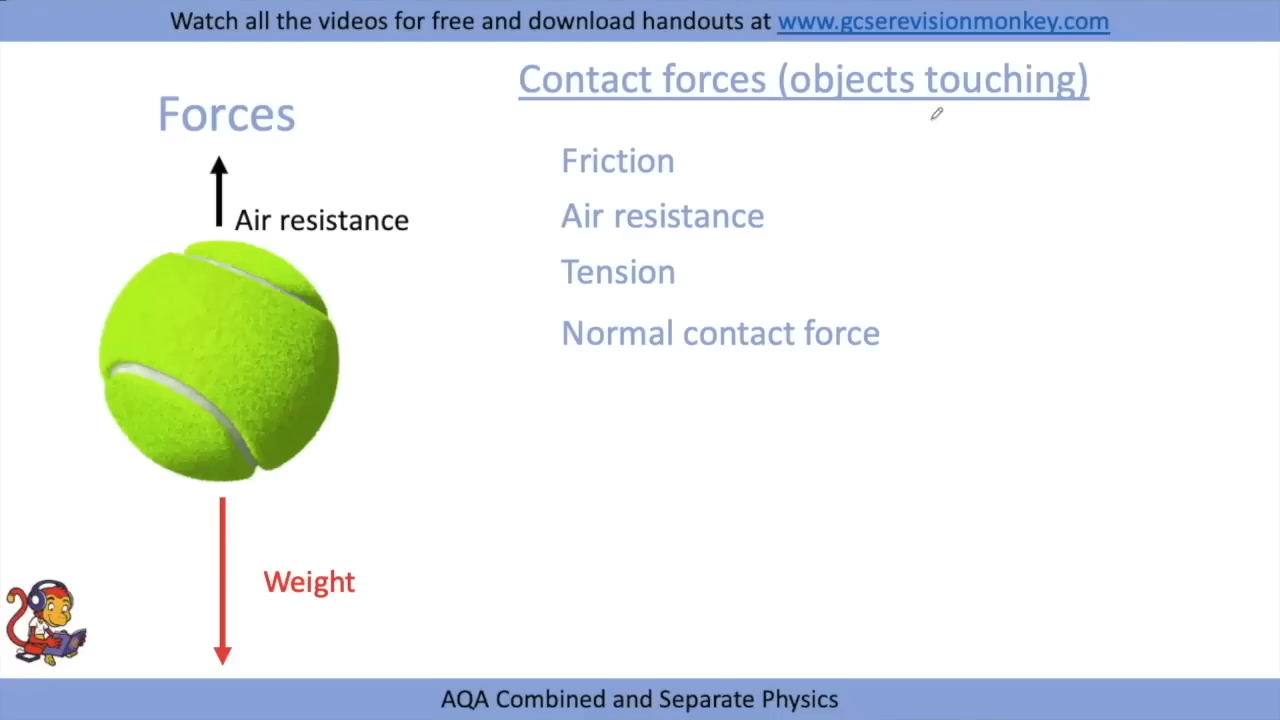 Watch all the videos for free and download handouts at www.gcserevisionmonkey.com
Forces
Air resistance
Weight
Contact forces (objects touching)
Friction
Air resistance
Tension
Normal contact force
AQA Combined and Separate Physics